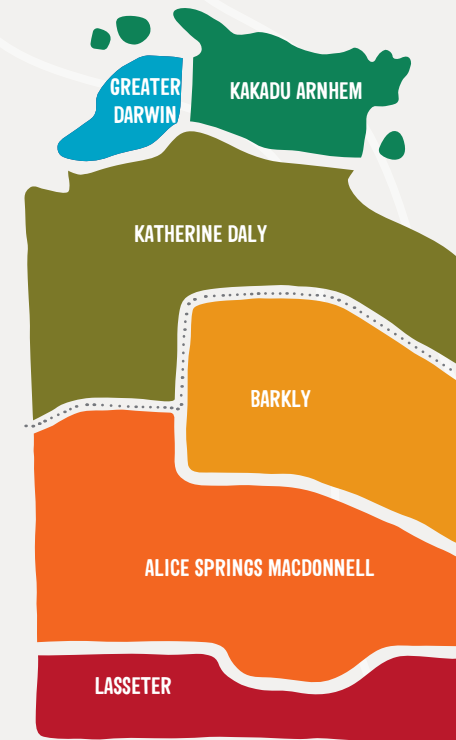 GREATER
DARWIN
KAKADU ARNHEM
KATHERINE DALY
BARKLY
ALICE SPRINGS MACDONNELL
LASSETER